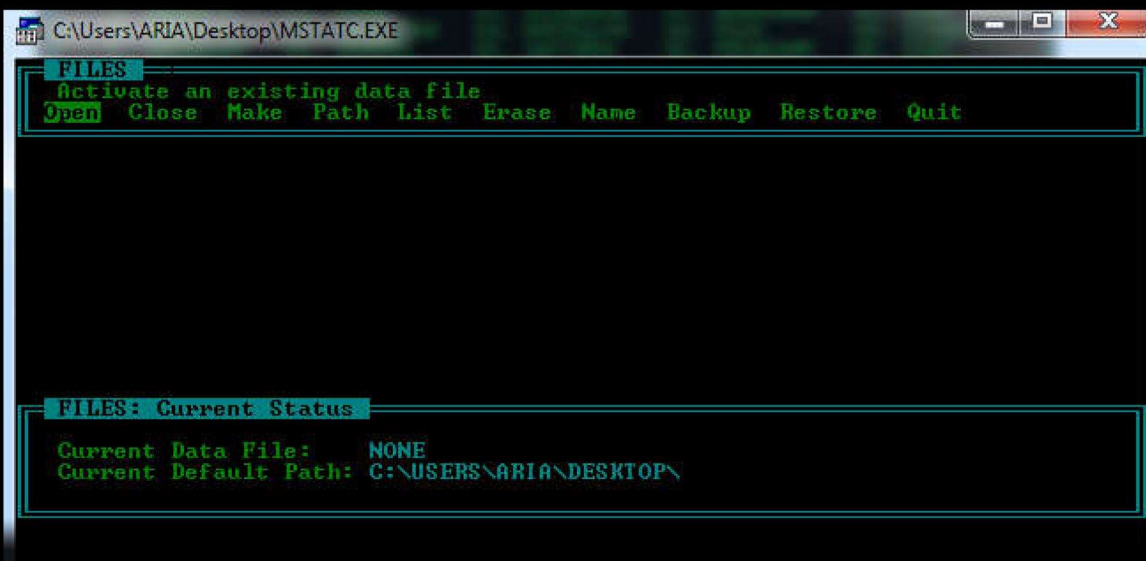 C:\Users\ARIA\Desktop\MSTATC.EXE
FILES
Activate an existing data file
Open Close Make Path List Erase Name Backup Restore Quit
FILES: Current Status
Current Data File: NONE
Current Default Path: C:\USERS\ARIA\DESKTOP\